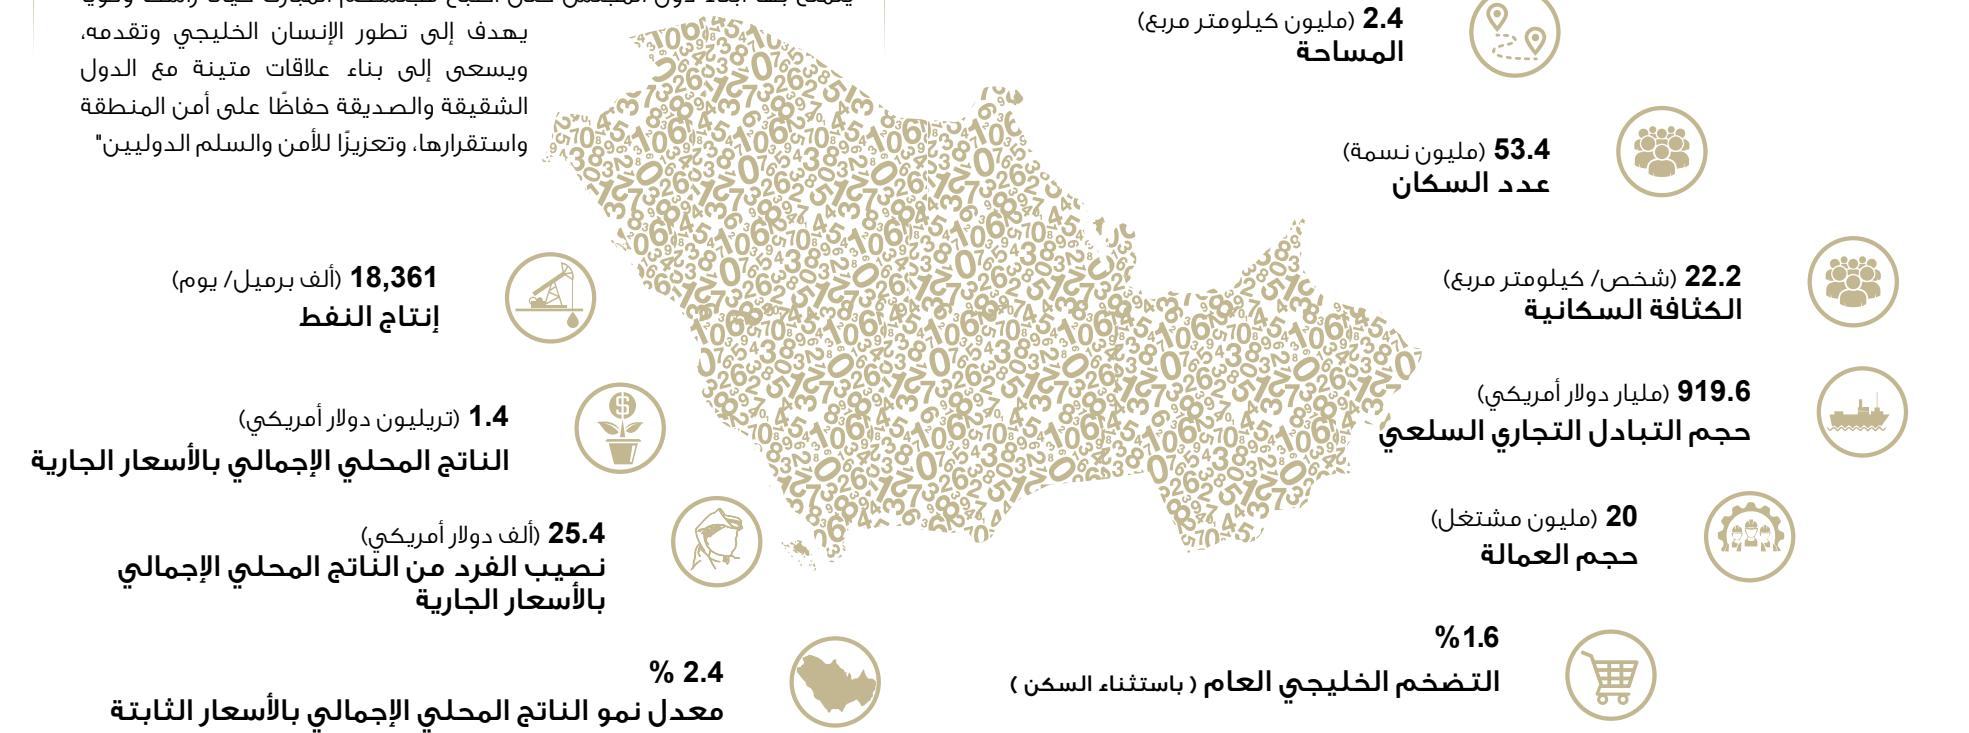 يهدف إلى تطور الإنسان الخليجي وتقدمه،
ويسعى إلى بناء علاقات متينة مع الدول
الشقيقة والصديقة حفاظًا على أمن المنطقة
واستقرارها، وتعزيزًا للأمن والسلم الدوليين"
2.4 (مليون كيلومتر مربع)
المساحة
53.4 (مليون نسمة)
عدد السكان
22.2 (شخص/ كيلومتر مربع)
الكثافة السكانية
919.6 (مليار دولار أمريكي)
حجم التبادل التجاري السلعي
20 (مليون مشتغل)
حجم العمالة
%1.6
التضخم الخليجي العام ( باستثناء السكن )
18,361 (ألف برميل/ يوم)
إنتاج النفط
1.4 (تريليون دولار أمريكي)
الناتج المحلي الإجمالي بالأسعار الجارية
25.4 (ألف دولار أمريكي)
نصيب الفرد من الناتج المحلي الإجمالي
بالأسعار الجارية
% 2.4
معدل نمو الناتج المحلي الإجمالي بالأسعار الثابتة